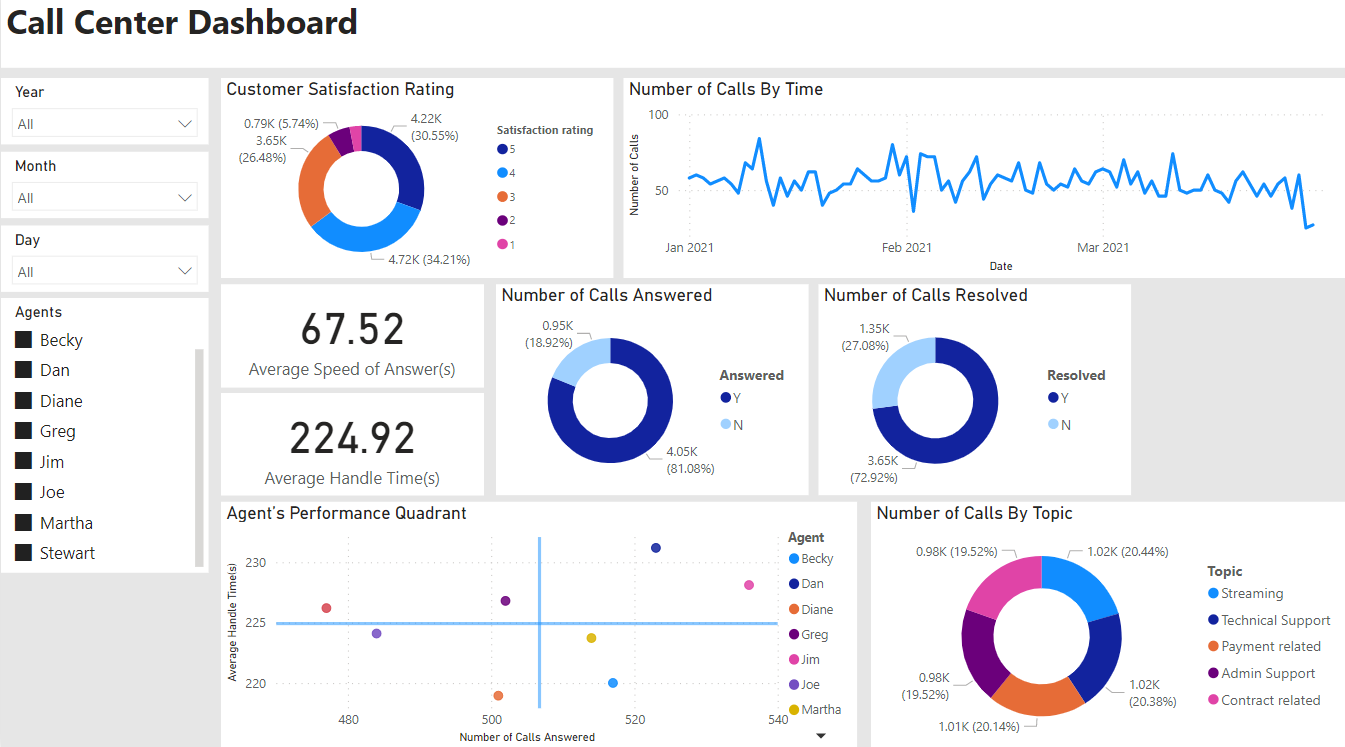 Call Center Dashboard
Year
All
Month
All
Day
All
Agents
Becky
Dan
Diane
Greg
Jim
Joe
Martha
Stewart
Customer Satisfaction Rating
0.79K (5.74%)
3.65K
(26.48%)
4.22K
(30.55%)
4.72K (34.21%)
Satisfaction rating
5
4
3
2
1
Number of Calls By Time
Number of Calls
100
50
Jan 2021
Feb 2021
Mar 2021
Date
67.52
Average Speed of Answer(s)
224.92
Average Handle Time(s)
Number of Calls Answered
0.95K
(18.92%)
4.05K
(81.08%)
Answered
Y
N
Number of Calls Resolved
1.35K
(27.08%)
3.65K
(72.92%)
Resolved
Y
N
Agent's Performance Quadrant
Average Handle Time(s)
230
225
220
480
500
520
540
Number of Calls Answered
Agent
Becky
Dan
Diane
Greg
Jim
Joe
Martha
Number of Calls By Topic
0.98K (19.52%)
1.02K (20.44%)
0.98K
(19.52%)
1.02K
(20.38%)
1.01K (20.14%)
Topic
Streaming
Technical Support
Payment related
Admin Support
Contract related